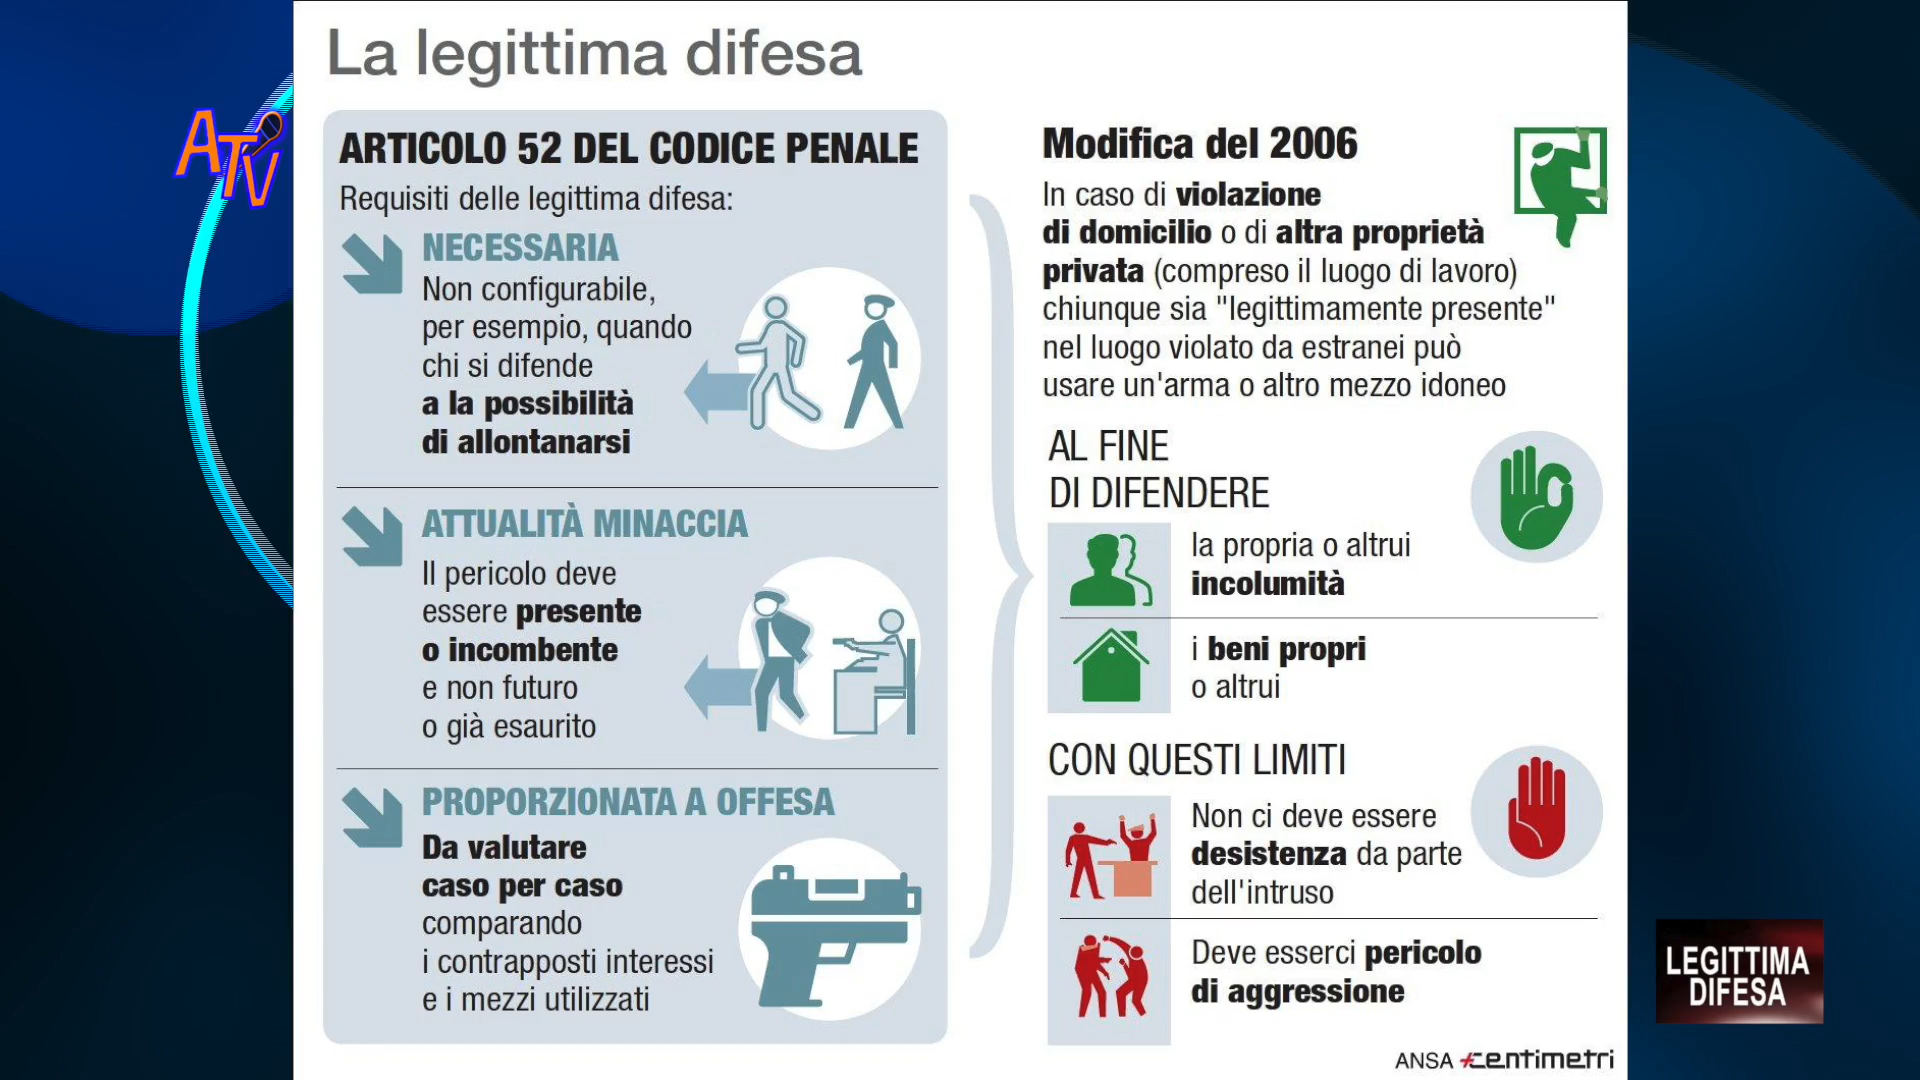 La legittima difesa
ATV
ARTICOLO 52 DEL CODICE PENALE
Requisiti delle legittima difesa:
NECESSARIA
Non configurabile,
per esempio, quando
chi si difende
a la possibilità
di allontanarsi
ATTUALITÀ MINACCIA
Il pericolo deve
essere presente
o incombente
e non futuro
o già esaurito
PROPORZIONATA A OFFESA
Da valutare
caso per caso
comparando
i contrapposti interessi
e i mezzi utilizzati
Modifica del 2006
In caso di violazione
di domicilio o di altra proprietà
privata (compreso il luogo di lavoro)
chiunque sia "legittimamente presente"
nel luogo violato da estranei può
usare un'arma o altro mezzo idoneo
AL FINE
DI DIFENDERE
la propria o altrui
incolumità
i beni propri
o altrui
CON QUESTI LIMITI
Non ci deve essere
desistenza da parte
dell'intruso
Deve esserci pericolo
di aggressione
ANSA centimetri
LEGITTIMA
DIFESA